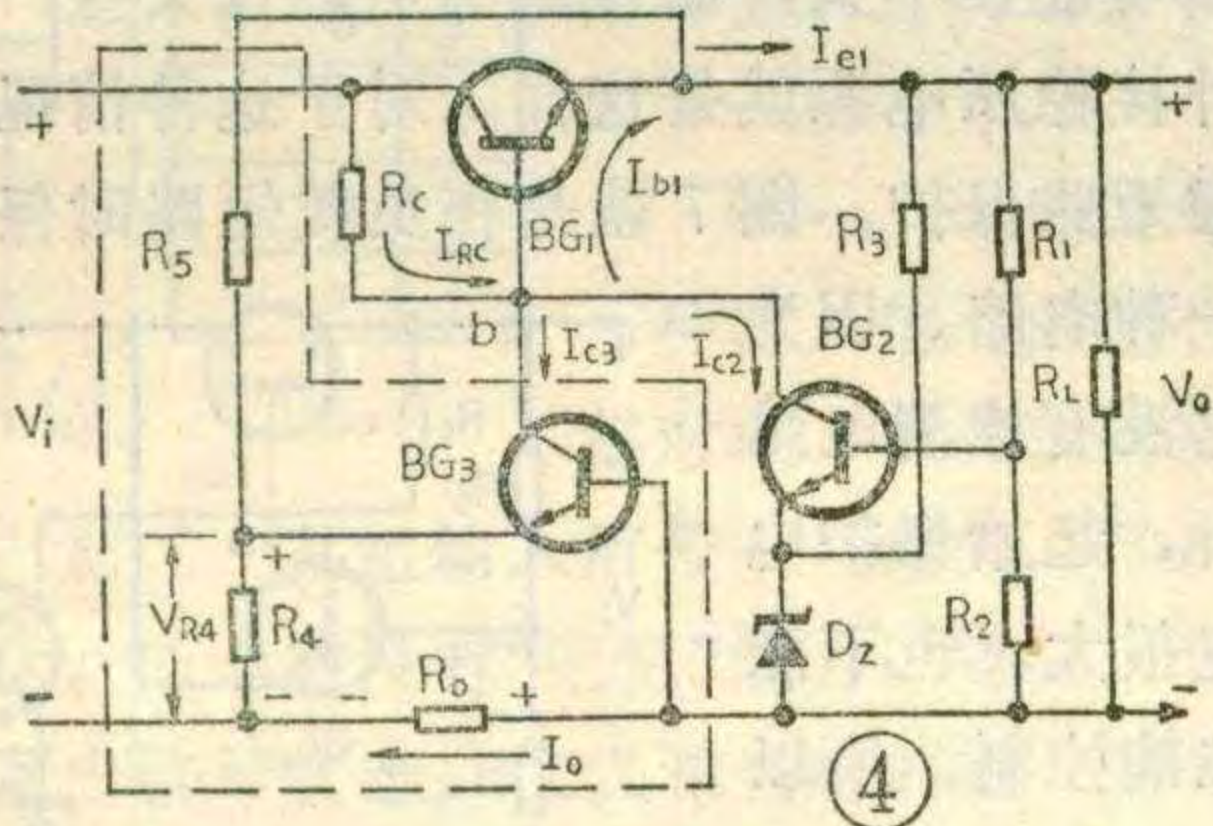 Ie1
+
+
Rc
Ib1
R5
IRC
BG1
R3
R1
b
Ic3
Ic2
BG2
RL
Vi
Vo
BG3
+
VR4
R4
Dz
R2
-
-
-
Ro
+
-
Io
④